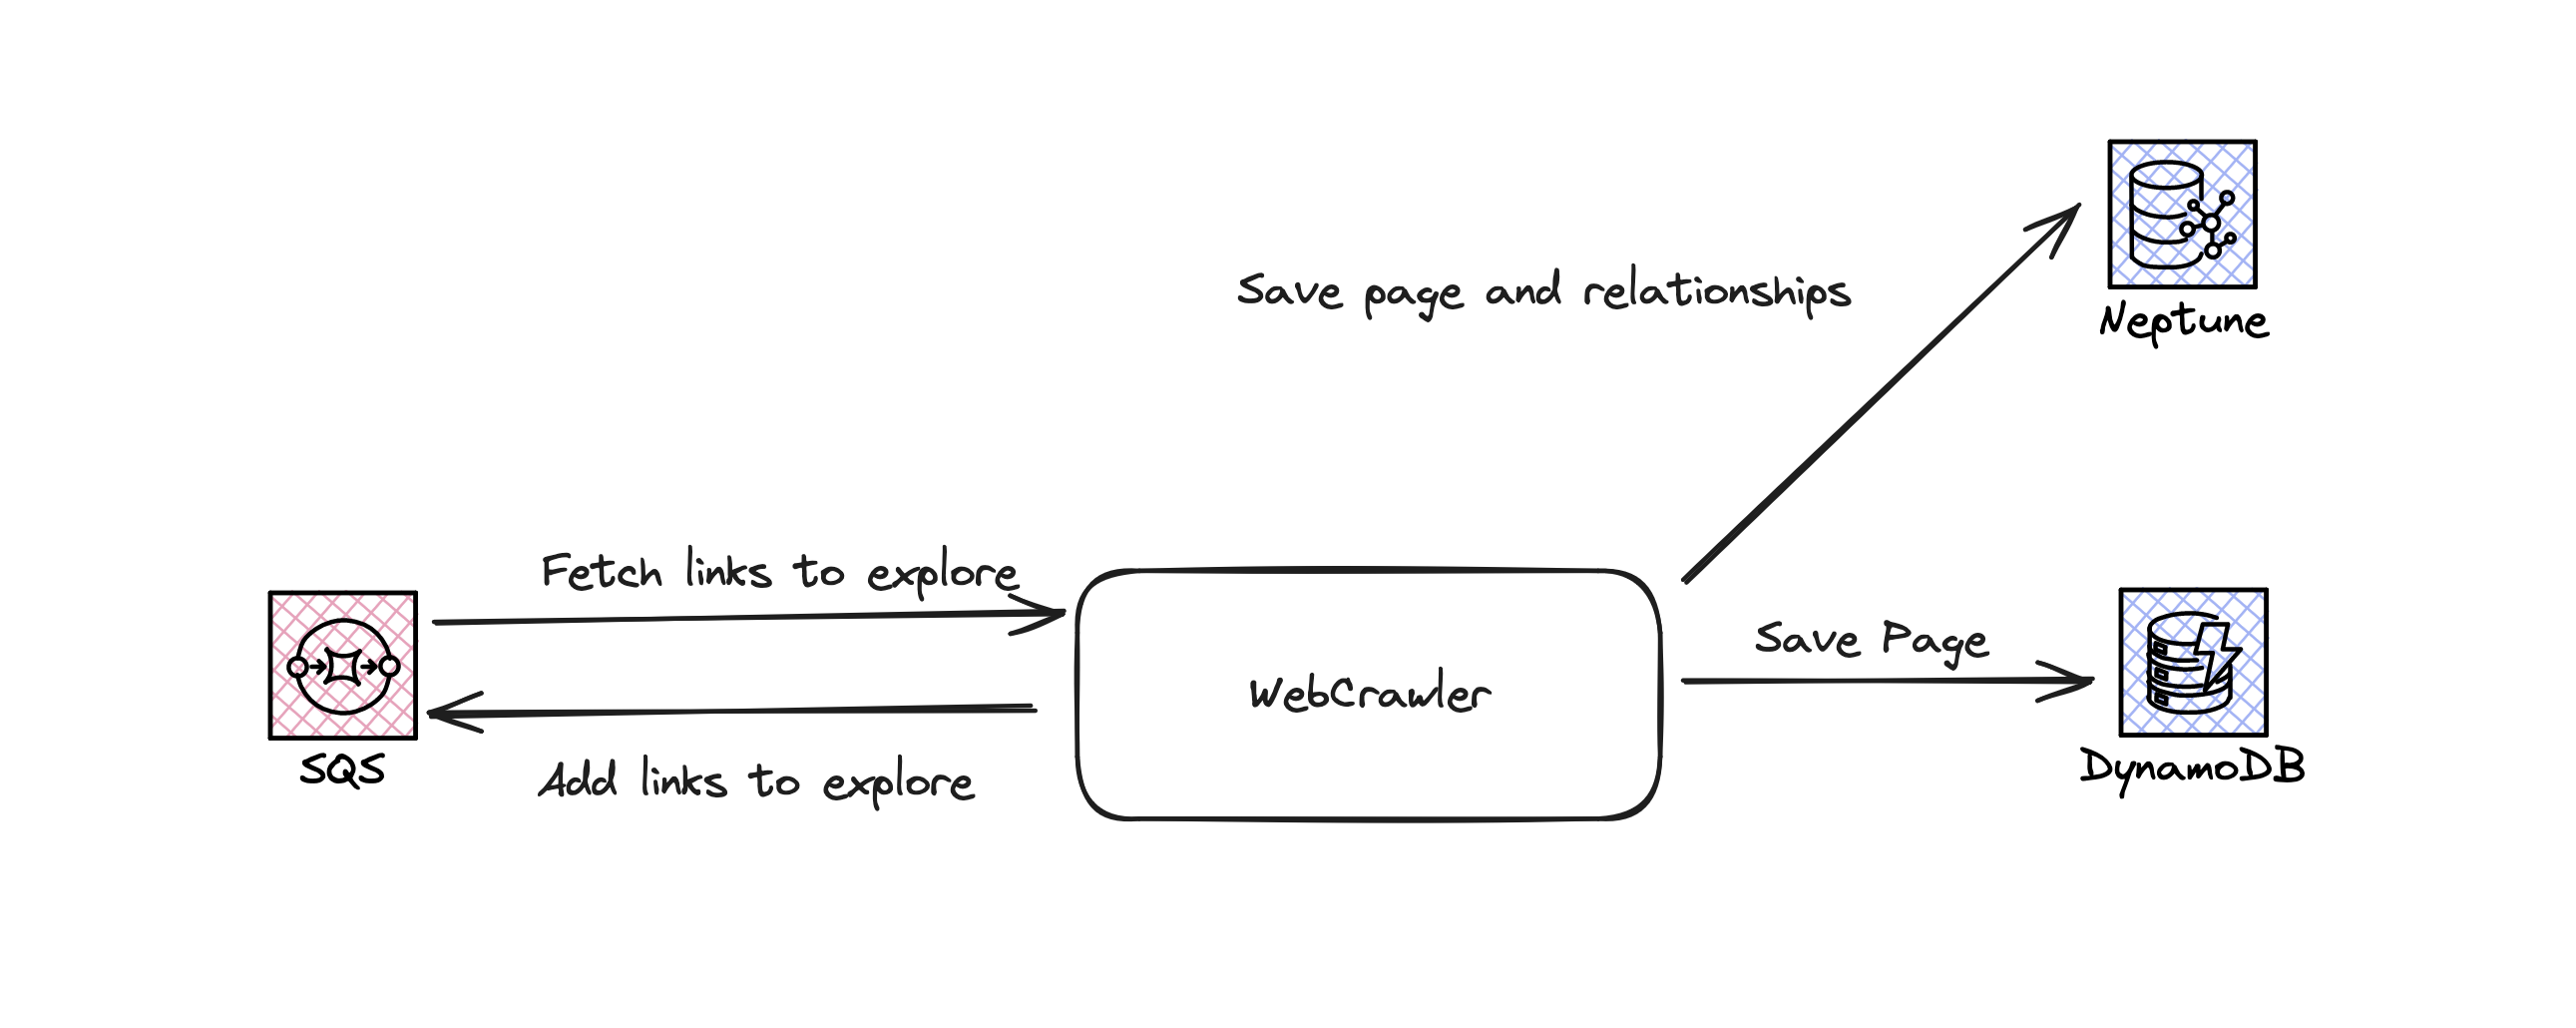 Save page and relationships
Neptune
Fetch links to explore
Save Page
WebCrawler
SQS
Add links to explore
DynamoDB